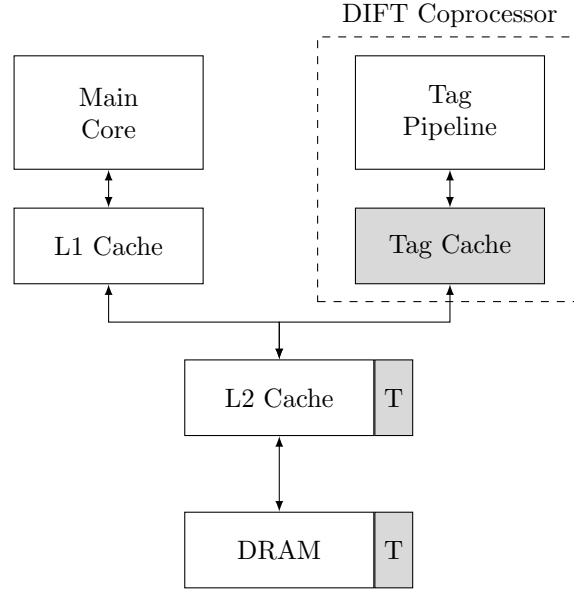 DIFT Coprocessor
Main
Core
Tag
Pipeline
L1 Cache
Tag Cache
L2 Cache
T
DRAM
T